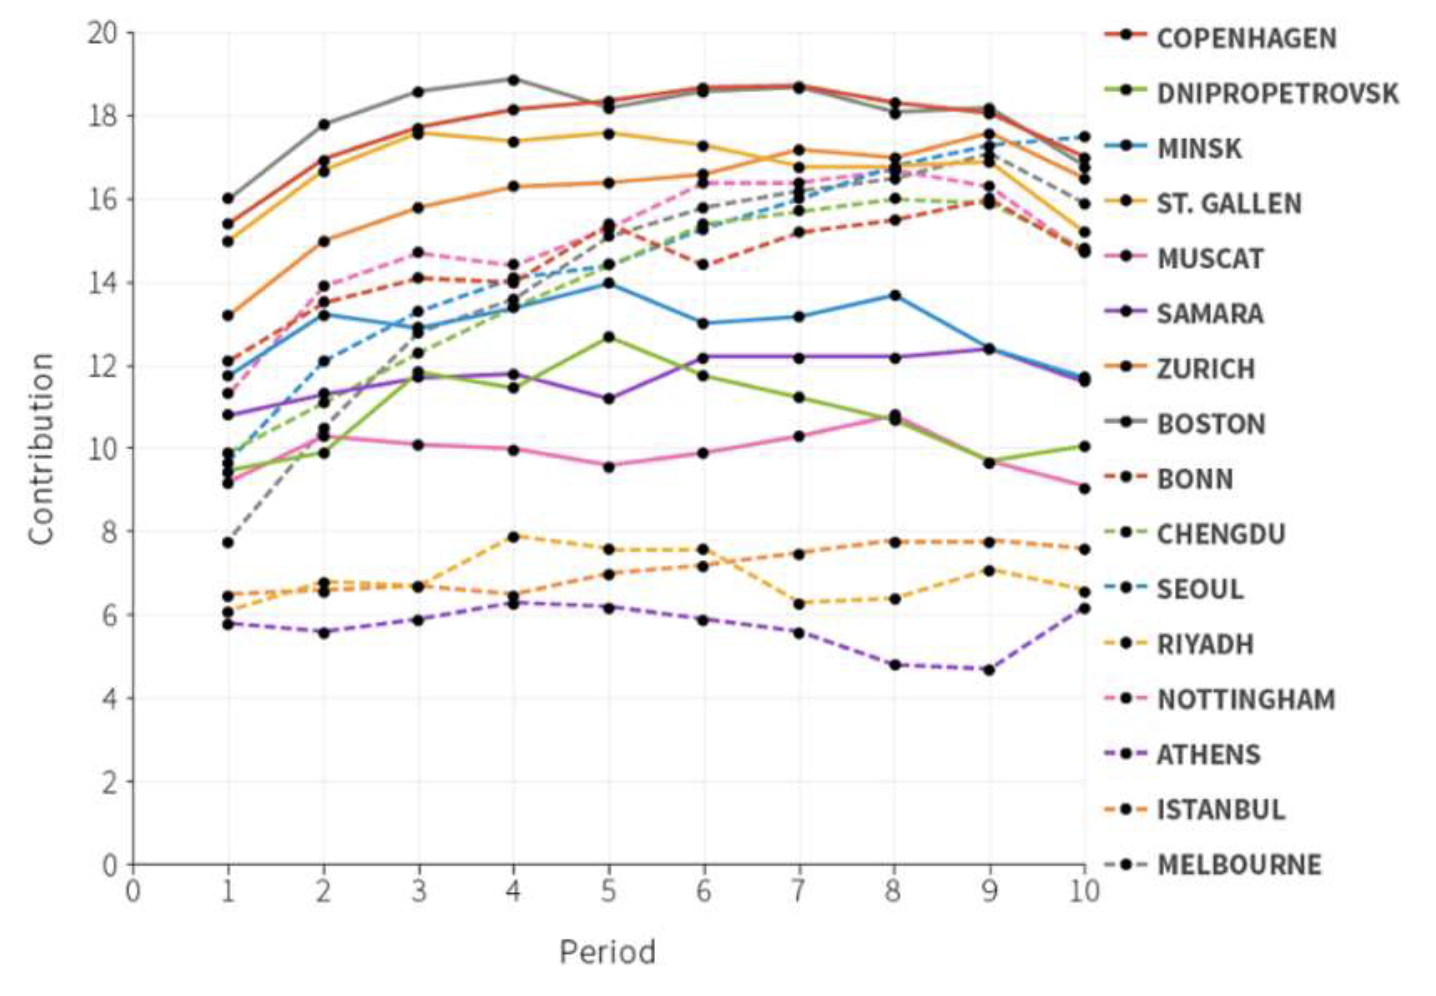 20
18
16
14
12
10
8
6
4
2
0
Contribution
0 1 2 3 4 5 6 7 8 9 10
Period
COPENHAGEN
DNIPROPETROVSK
MINSK
ST. GALLEN
MUSCAT
SAMARA
ZURICH
BOSTON
BONN
CHENGDU
SEOUL
RIYADH
NOTTINGHAM
ATHENS
ISTANBUL
MELBOURNE